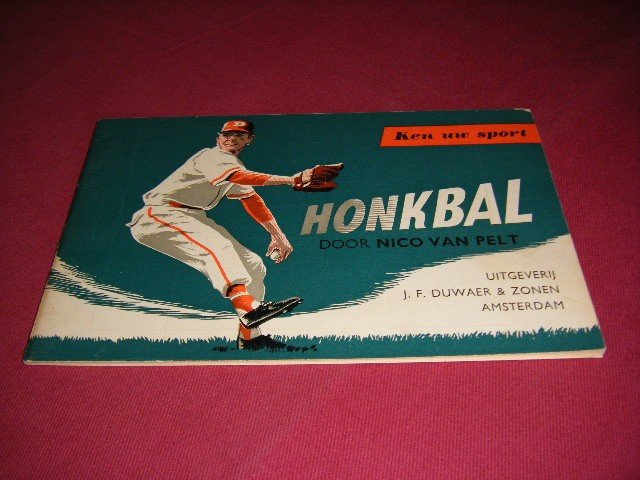 P
Ken uw sport
HONKBAL
DOOR NICO VAN PELT
UITGEVERIJ
J. F. DUWAER & ZONEN
AMSTERDAM